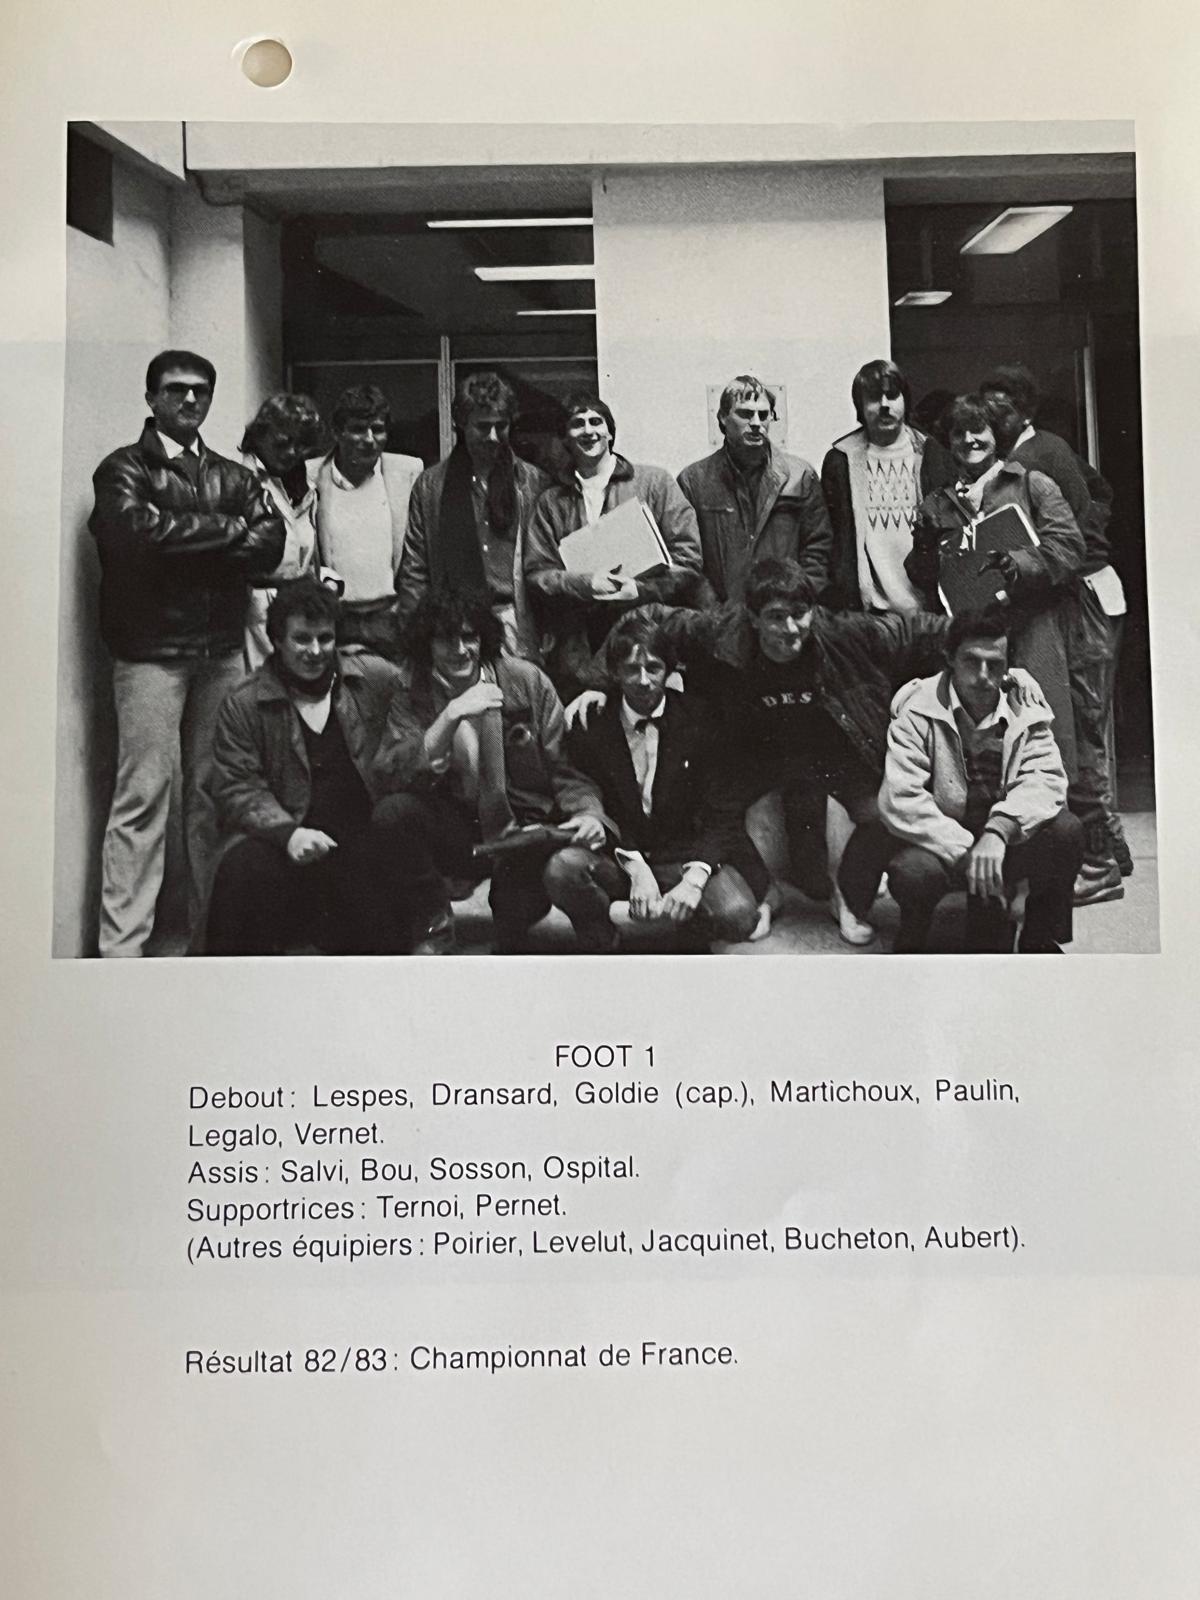 DES
FOOT 1
Debout : Lespes, Dransard, Goldie (cap.), Martichoux, Paulin,
Legalo, Vernet.
Assis : Salvi, Bou, Sosson, Ospital.
Supportrices : Ternoi, Pernet.
(Autres équipiers : Poirier, Levelut, Jacquinet, Bucheton, Aubert).
Résultat 82/83 : Championnat de France.